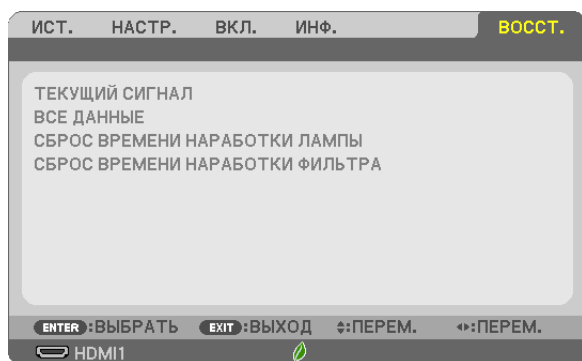 ИСТ. НАСТР. ВКЛ. ИНФ. ВОССТ.
ТЕКУЩИЙ СИГНАЛ
ВСЕ ДАННЫЕ
СБРОС ВРЕМЕНИ НАРАБОТКИ ЛАМПЫ
СБРОС ВРЕМЕНИ НАРАБОТКИ ФИЛЬТРА
ENTER :ВЫБРАТЬ EXIT :ВЫХОД :ПЕРЕМ. :ПЕРЕМ.
HDMI1